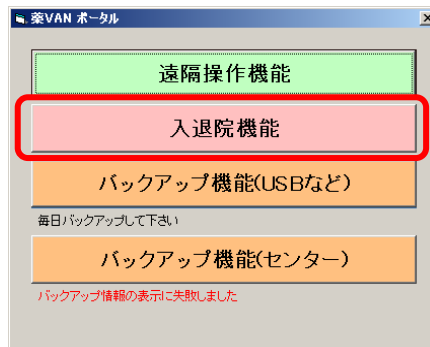 薬VAN ポータル
遠隔操作機能
入退院機能
バックアップ機能(USBなど)
毎日バックアップして下さい
バックアップ機能(センター)
バックアップ情報の表示に失敗しました